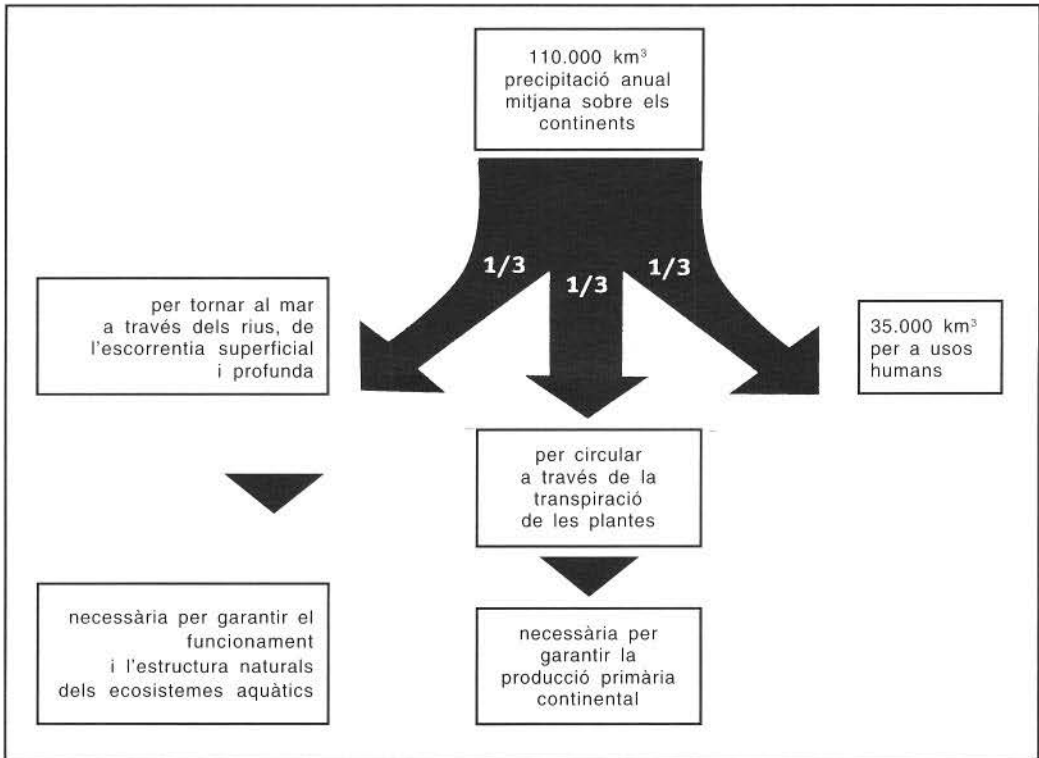 110.000 km³
precipitació anual
mitjana sobre els
continents
1/3
1/3
1/3
per tornar al mar
a través dels rius, de
l'escorrentia superficial
i profunda
35.000 km³
per a usos
humans
per circular
a través de la
transpiració
de les plantes
necessària per garantir el
funcionament
i l'estructura naturals
dels ecosistemes aquàtics
necessària per
garantir la
producció primària
continental